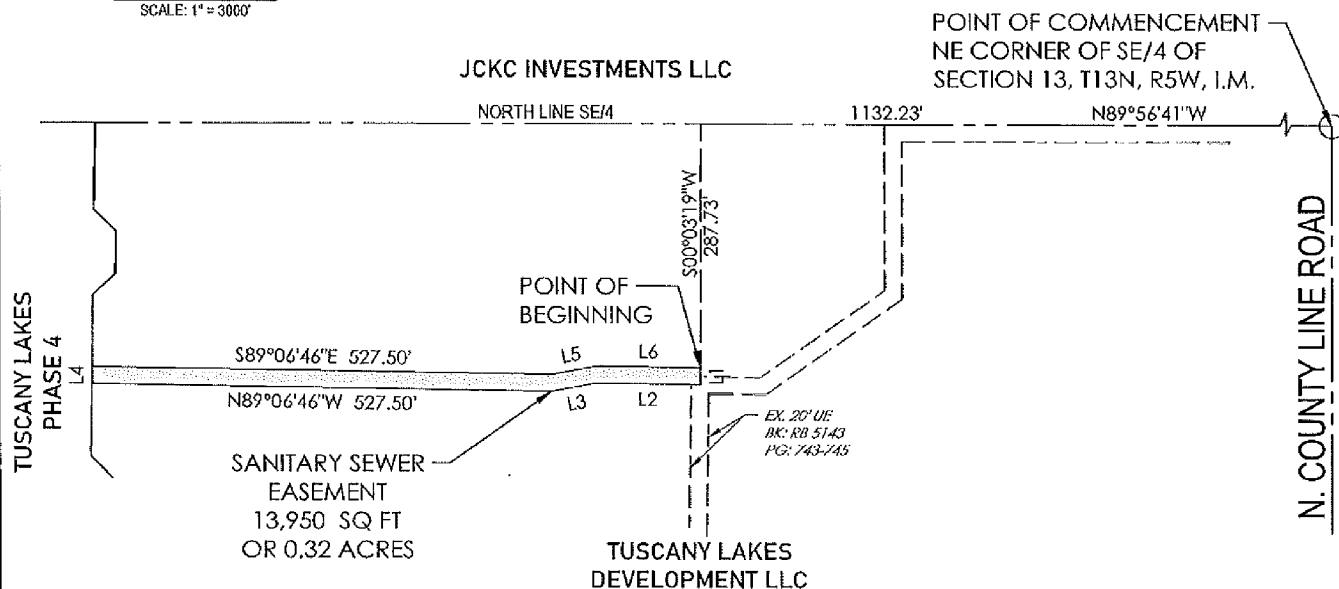 SCALE: 1" = 3000'
POINT OF COMMENCEMENT
NE CORNER OF SE/4 OF
SECTION 13, T13N, R5W, I.M.
JCKC INVESTMENTS LLC
NORTH LINE SE/4
1132.23'
N89°56'41"W
S00°03'19"W
287.73'
N. COUNTY LINE ROAD
POINT OF
BEGINNING
TUSCANY LAKES
PHASE 4
L4
S89°06'46"E 527.50'
L5
L6
N89°06'46"W 527.50'
L3
L2
EX. 20' UE
BK: RB 5143
PG: 743-745
SANITARY SEWER
EASEMENT
13,950 SQ FT
OR 0.32 ACRES
TUSCANY LAKES
DEVELOPMENT LLC